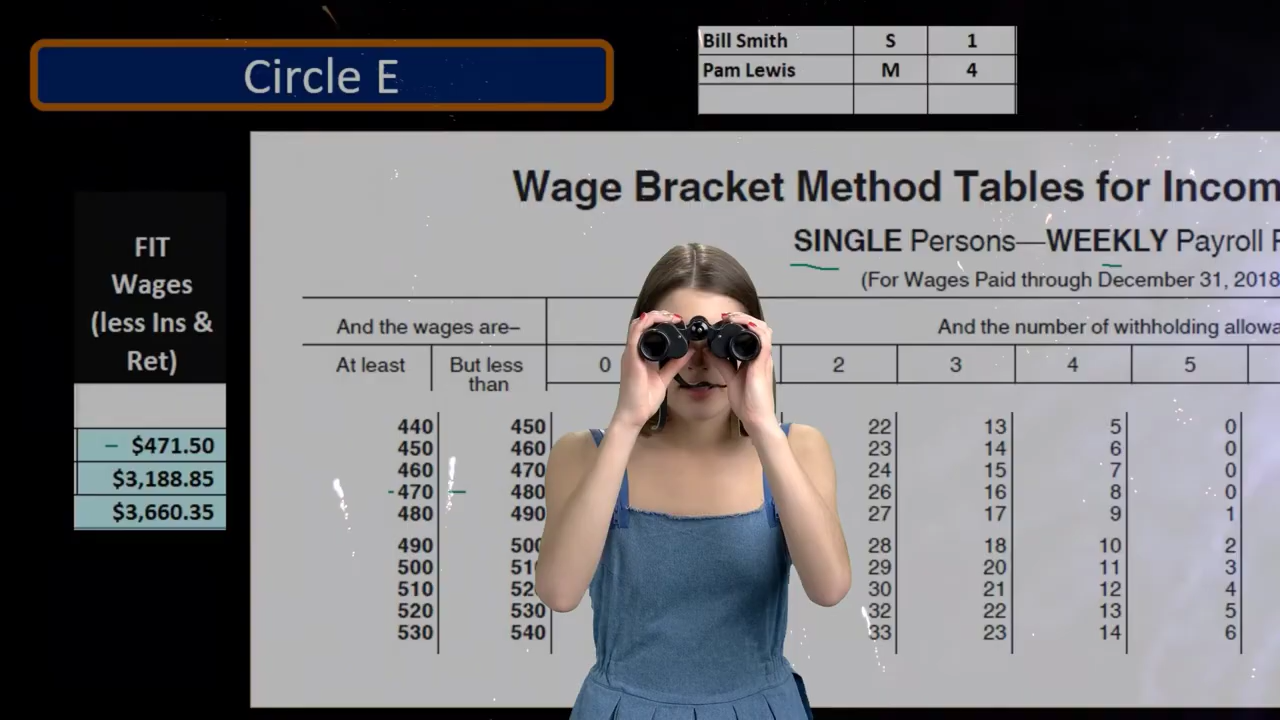 Circle E
Bill Smith S 1
Pam Lewis M 4
Wage Bracket Method Tables for
SINGLE Persons—WEEKLY Payroll
(For Wages Paid through December 31, 2018
FIT
Wages
(less Ins &
Ret)
– $471.50
$3,188.85
$3,660.35
And the wages are– And the number of withholding
At least But less than 0 2 3 4 5
440 450 22 13 5 0
450 460 23 14 6 0
460 470 24 15 7 0
470 480 26 16 8 0
480 490 27 17 9 1
490 500 28 18 10 2
500 29 20 11 3
510 30 21 12 4
520 530 32 22 13 5
530 540 33 23 14 6